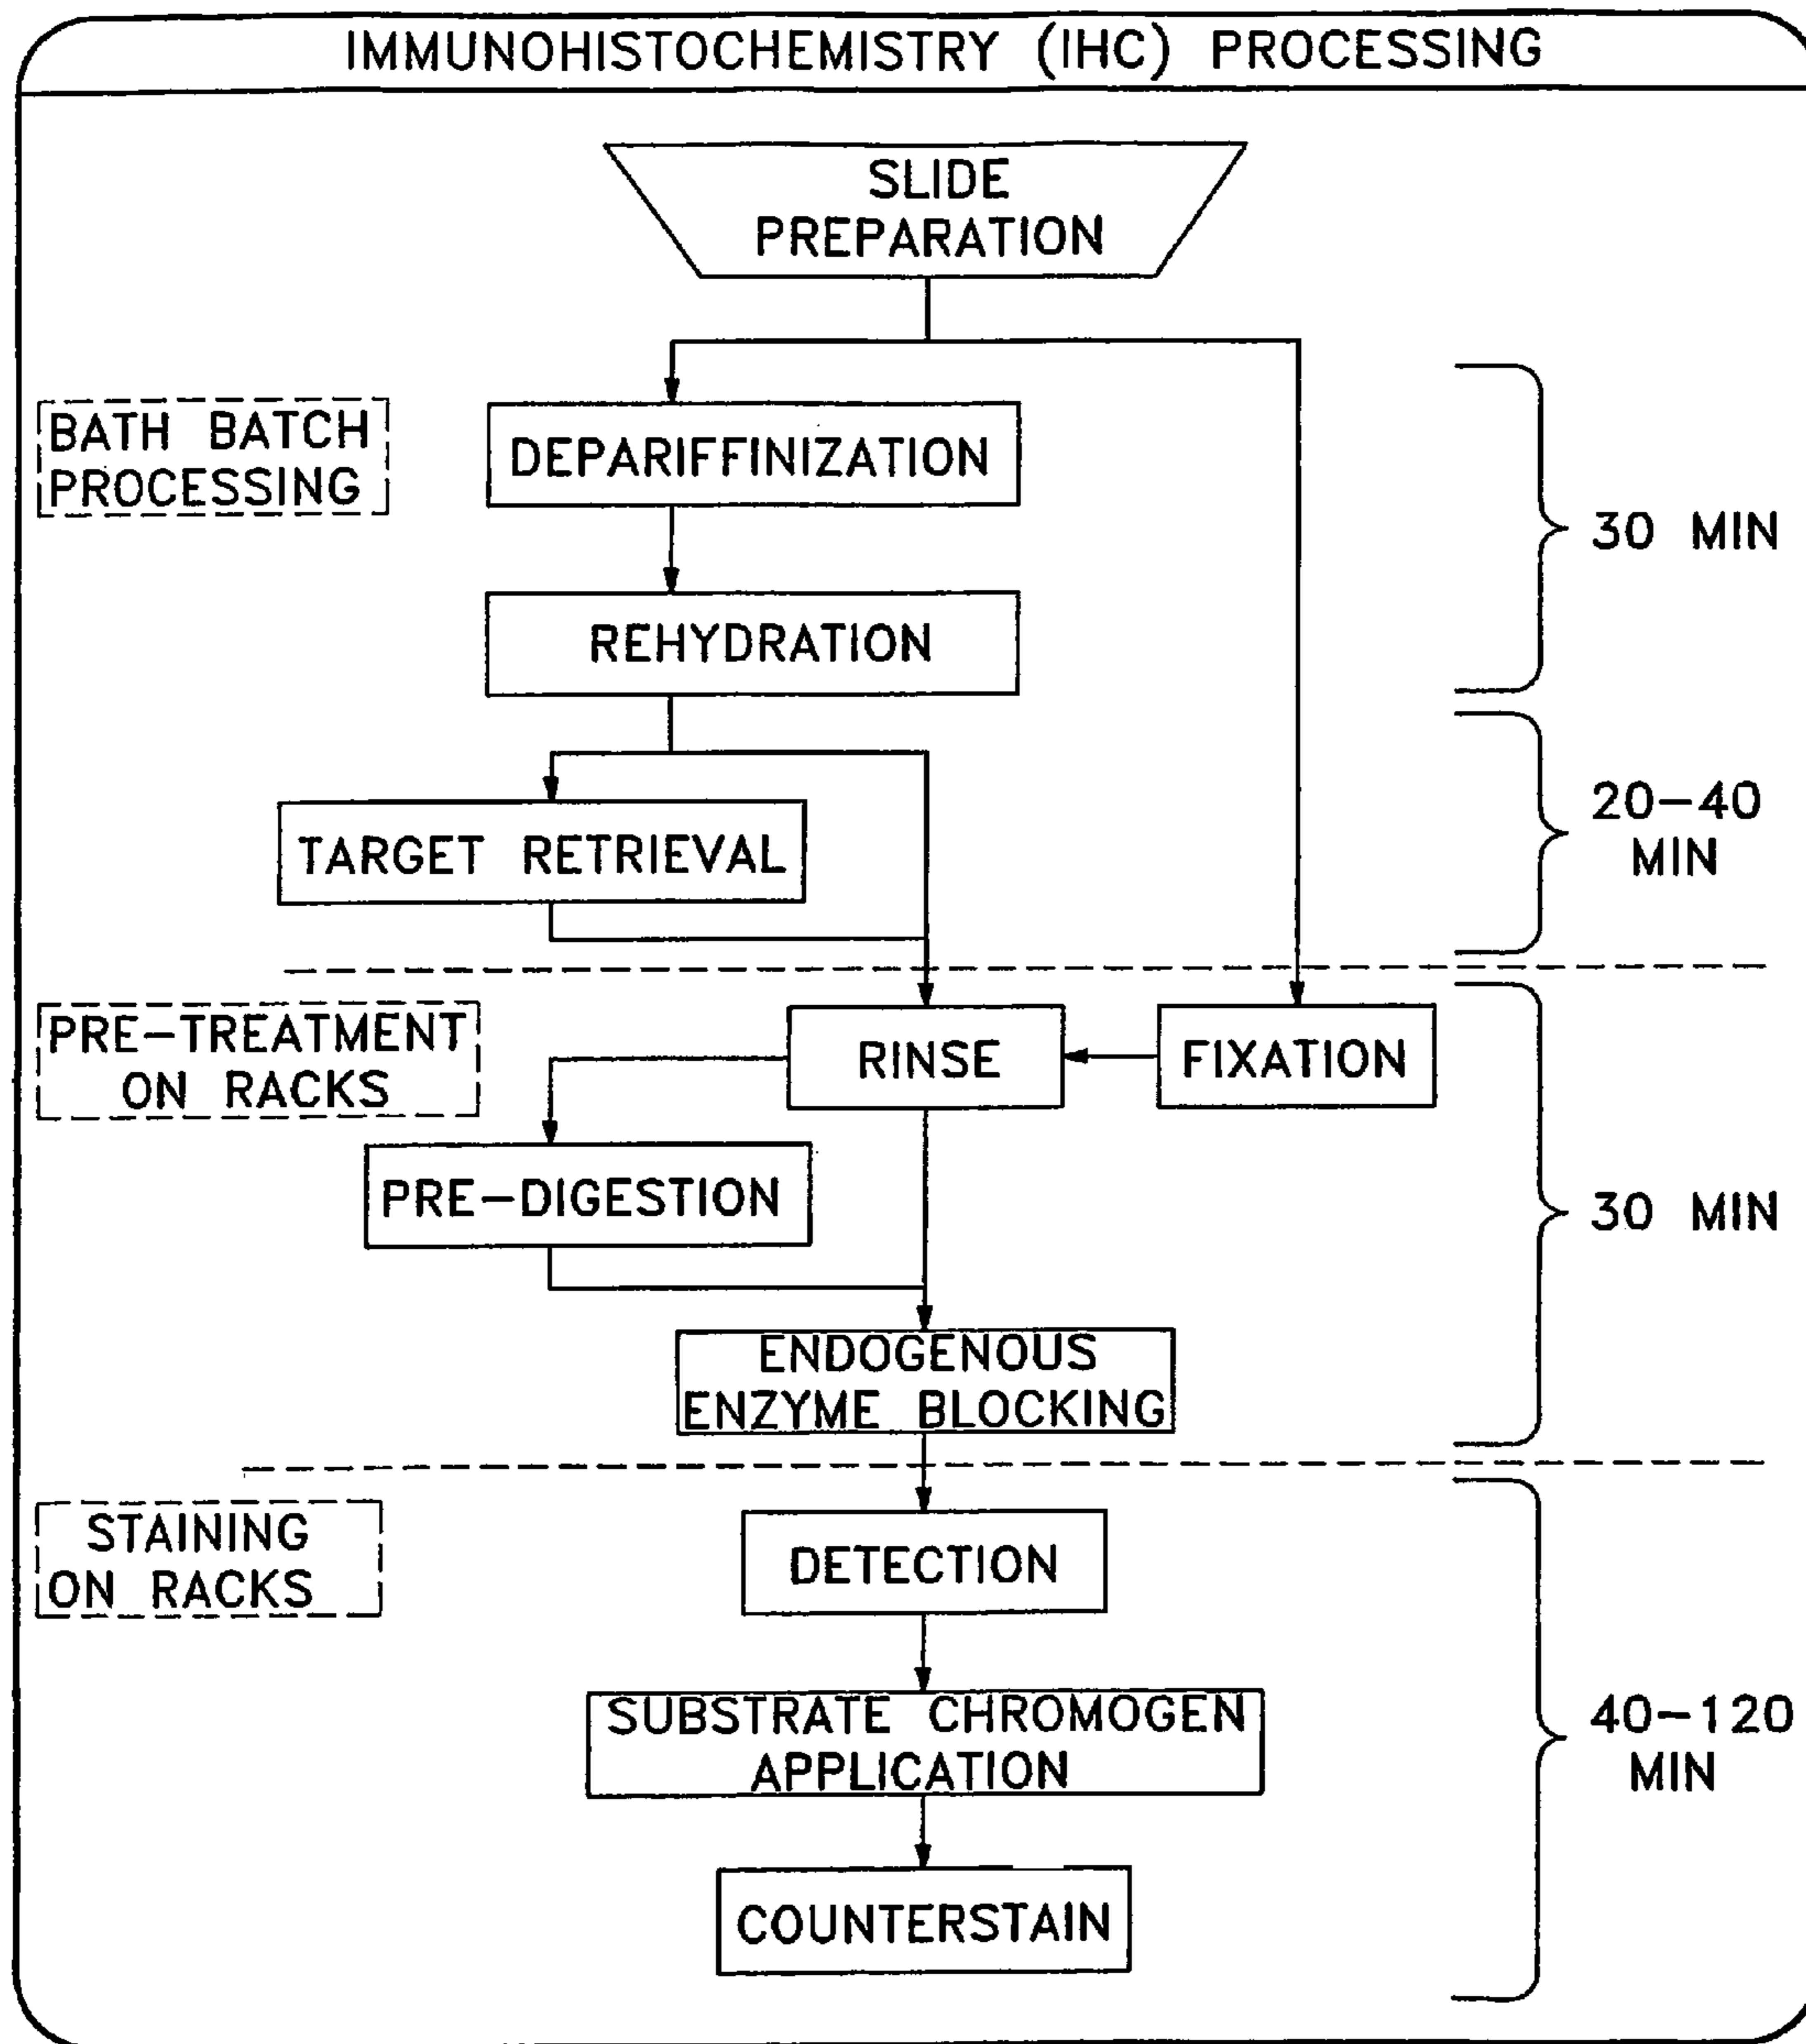 IMMUNOHISTOCHEMISTRY (IHC) PROCESSING
SLIDE
PREPARATION
BATH BATCH
PROCESSING
DEPARIFFINIZATION
30 MIN
REHYDRATION
TARGET RETRIEVAL
20-40
MIN
PRE-TREATMENT
ON RACKS
RINSE
FIXATION
PRE-DIGESTION
30 MIN
ENDOGENOUS
ENZYME BLOCKING
STAINING
ON RACKS
DETECTION
SUBSTRATE CHROMOGEN
APPLICATION
40-120
MIN
COUNTERSTAIN